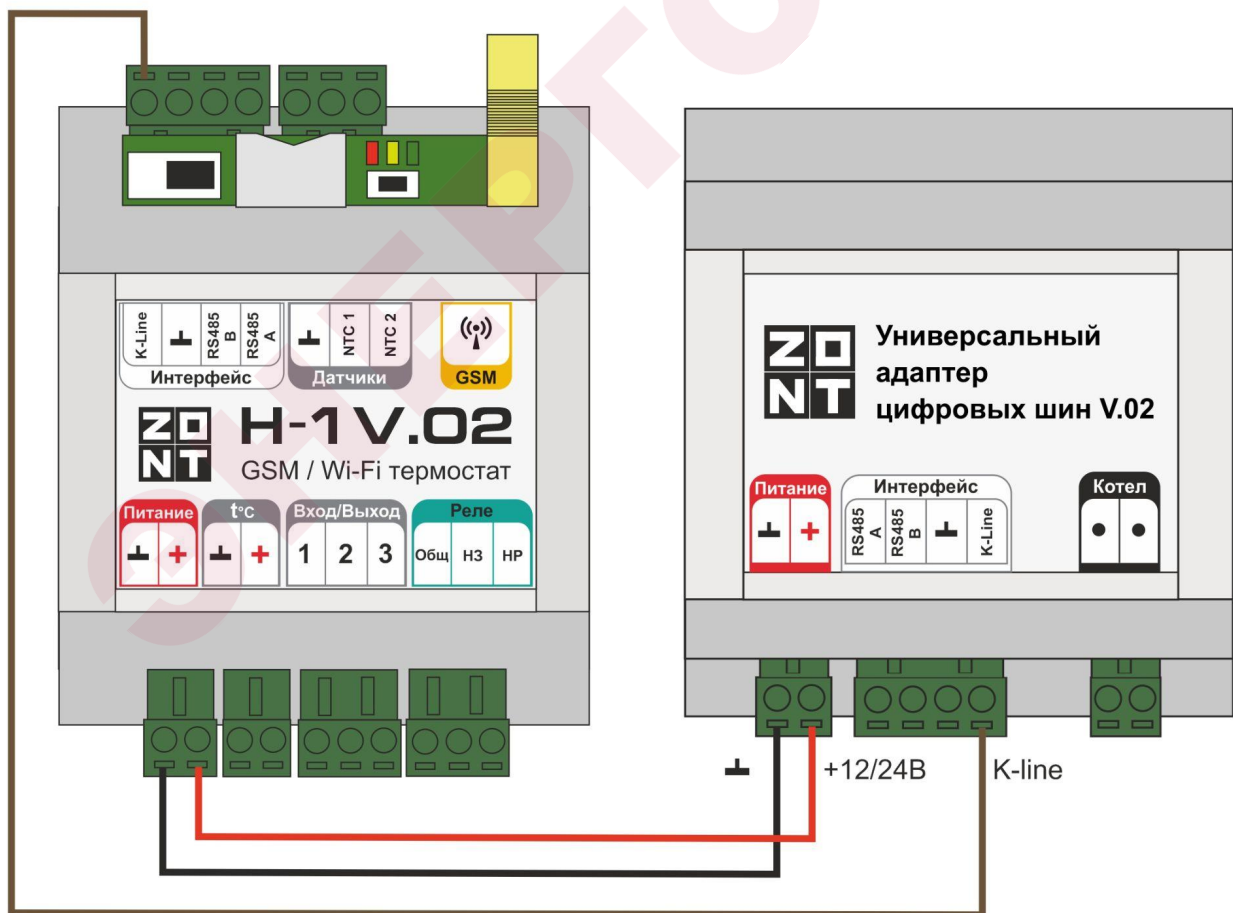 K-Line
RS485
B
RS485
A
Интерфейс
NTC 1
NTC 2
Датчики
GSM
ZONT
H-1 V.02
GSM / Wi-Fi термостат
Питание
+
t°C
+
Вход/Выход
1 2 3
Реле
Общ НЗ НР
ZONT
Универсальный
адаптер
цифровых шин V.02
Питание
+
Интерфейс
RS485
A
RS485
B
K-Line
Котел
+12/24В
K-line
ЭНЕРГО